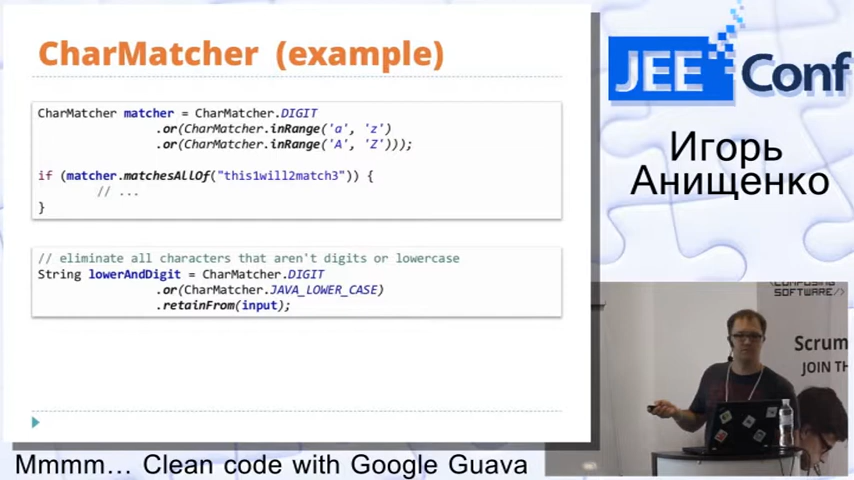 CharMatcher (example)
CharMatcher matcher = CharMatcher.DIGIT
.or(CharMatcher.inRange('a', 'z')
.or(CharMatcher.inRange('A', 'Z')));
if (matcher.matchesAllOf("this1will2match3")) {
// ...
}
// eliminate all characters that aren't digits or lowercase
String lowerAndDigit = CharMatcher.DIGIT
.or(CharMatcher.JAVA_LOWER_CASE)
.retainFrom(input);
JEE Conf
Игорь
Анищенко
SOFTWARE/>
Scrum
JOIN TH
Mmmm... Clean code with Google Guava